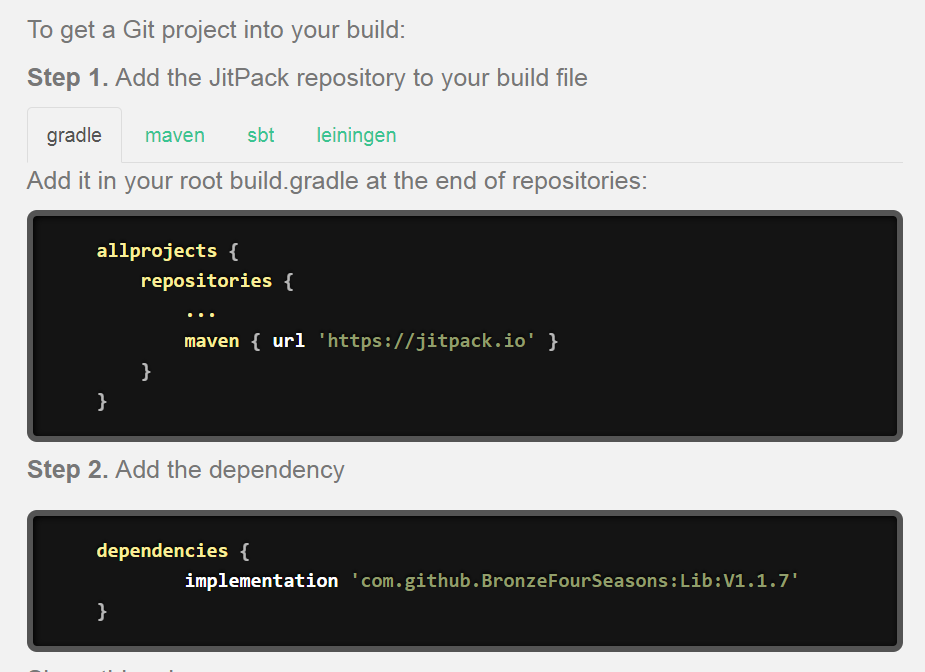 To get a Git project into your build:
Step 1. Add the JitPack repository to your build file
gradle maven sbt leiningen
Add it in your root build.gradle at the end of repositories:
allprojects {
repositories {
...
maven { url 'https://jitpack.io' }
}
}
Step 2. Add the dependency
dependencies {
implementation 'com.github.BronzeFourSeasons:Lib:V1.1.7'
}